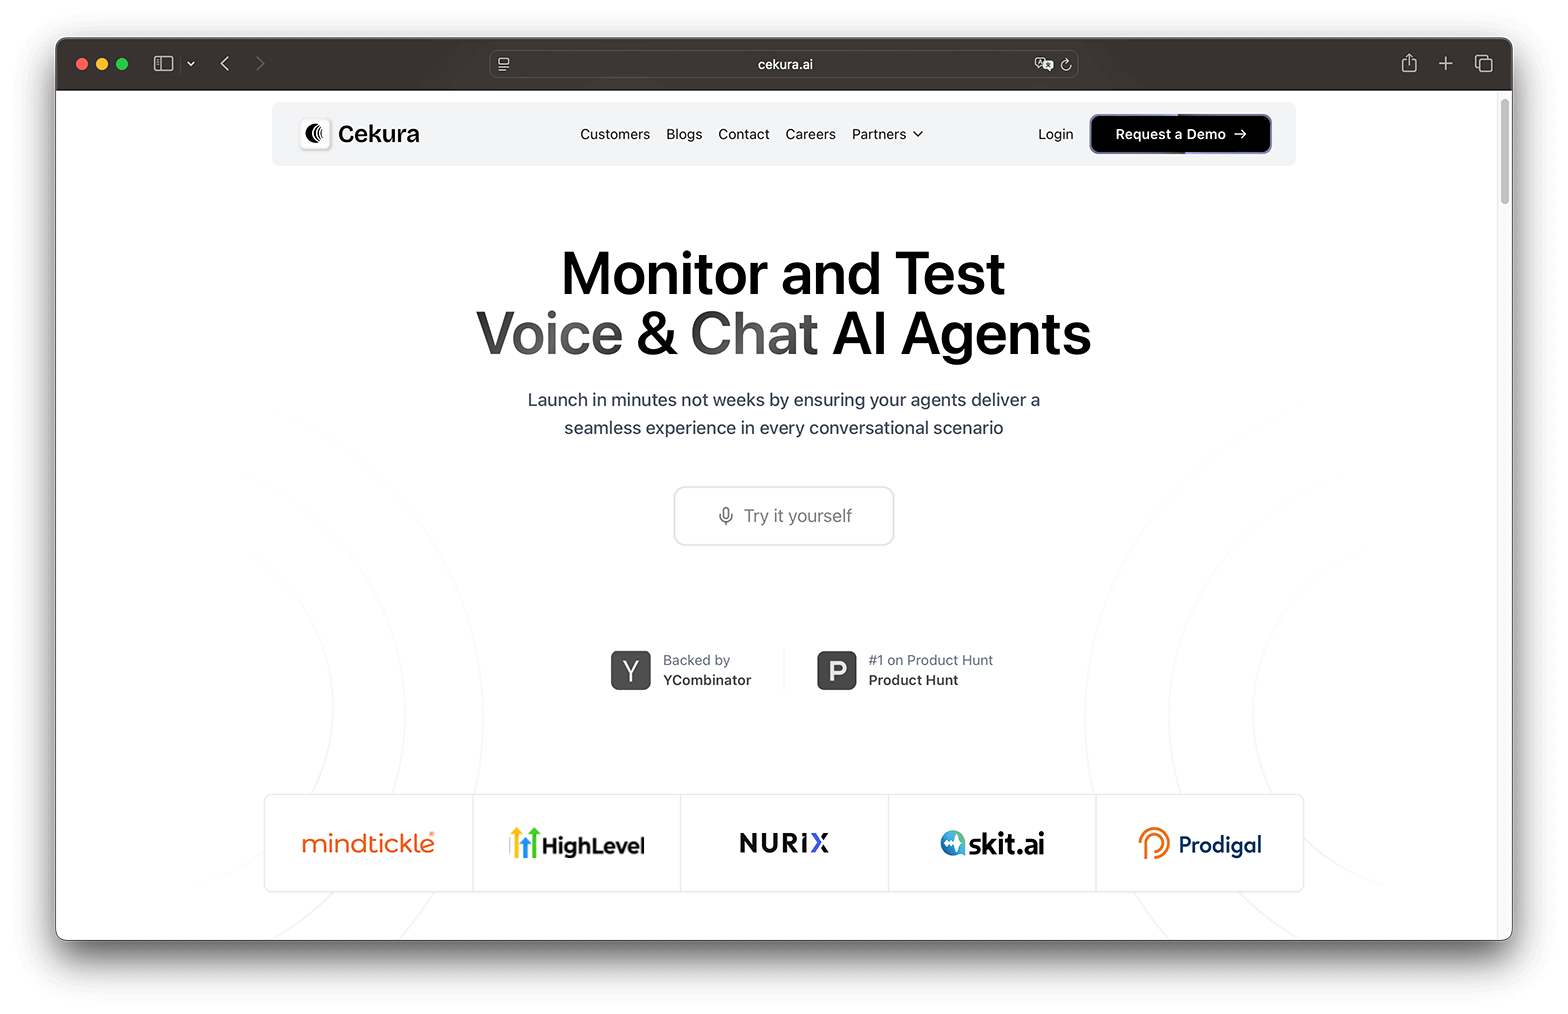 cekura.ai
Cekura
Customers Blogs Contact Careers Partners
Login
Request a Demo →
Monitor and Test
Voice & Chat AI Agents
Launch in minutes not weeks by ensuring your agents deliver a
seamless experience in every conversational scenario
Try it yourself
Y
Backed by
YCombinator
P
#1 on Product Hunt
Product Hunt
mindtickle®
HighLevel
NURIX
skit.ai
Prodigal